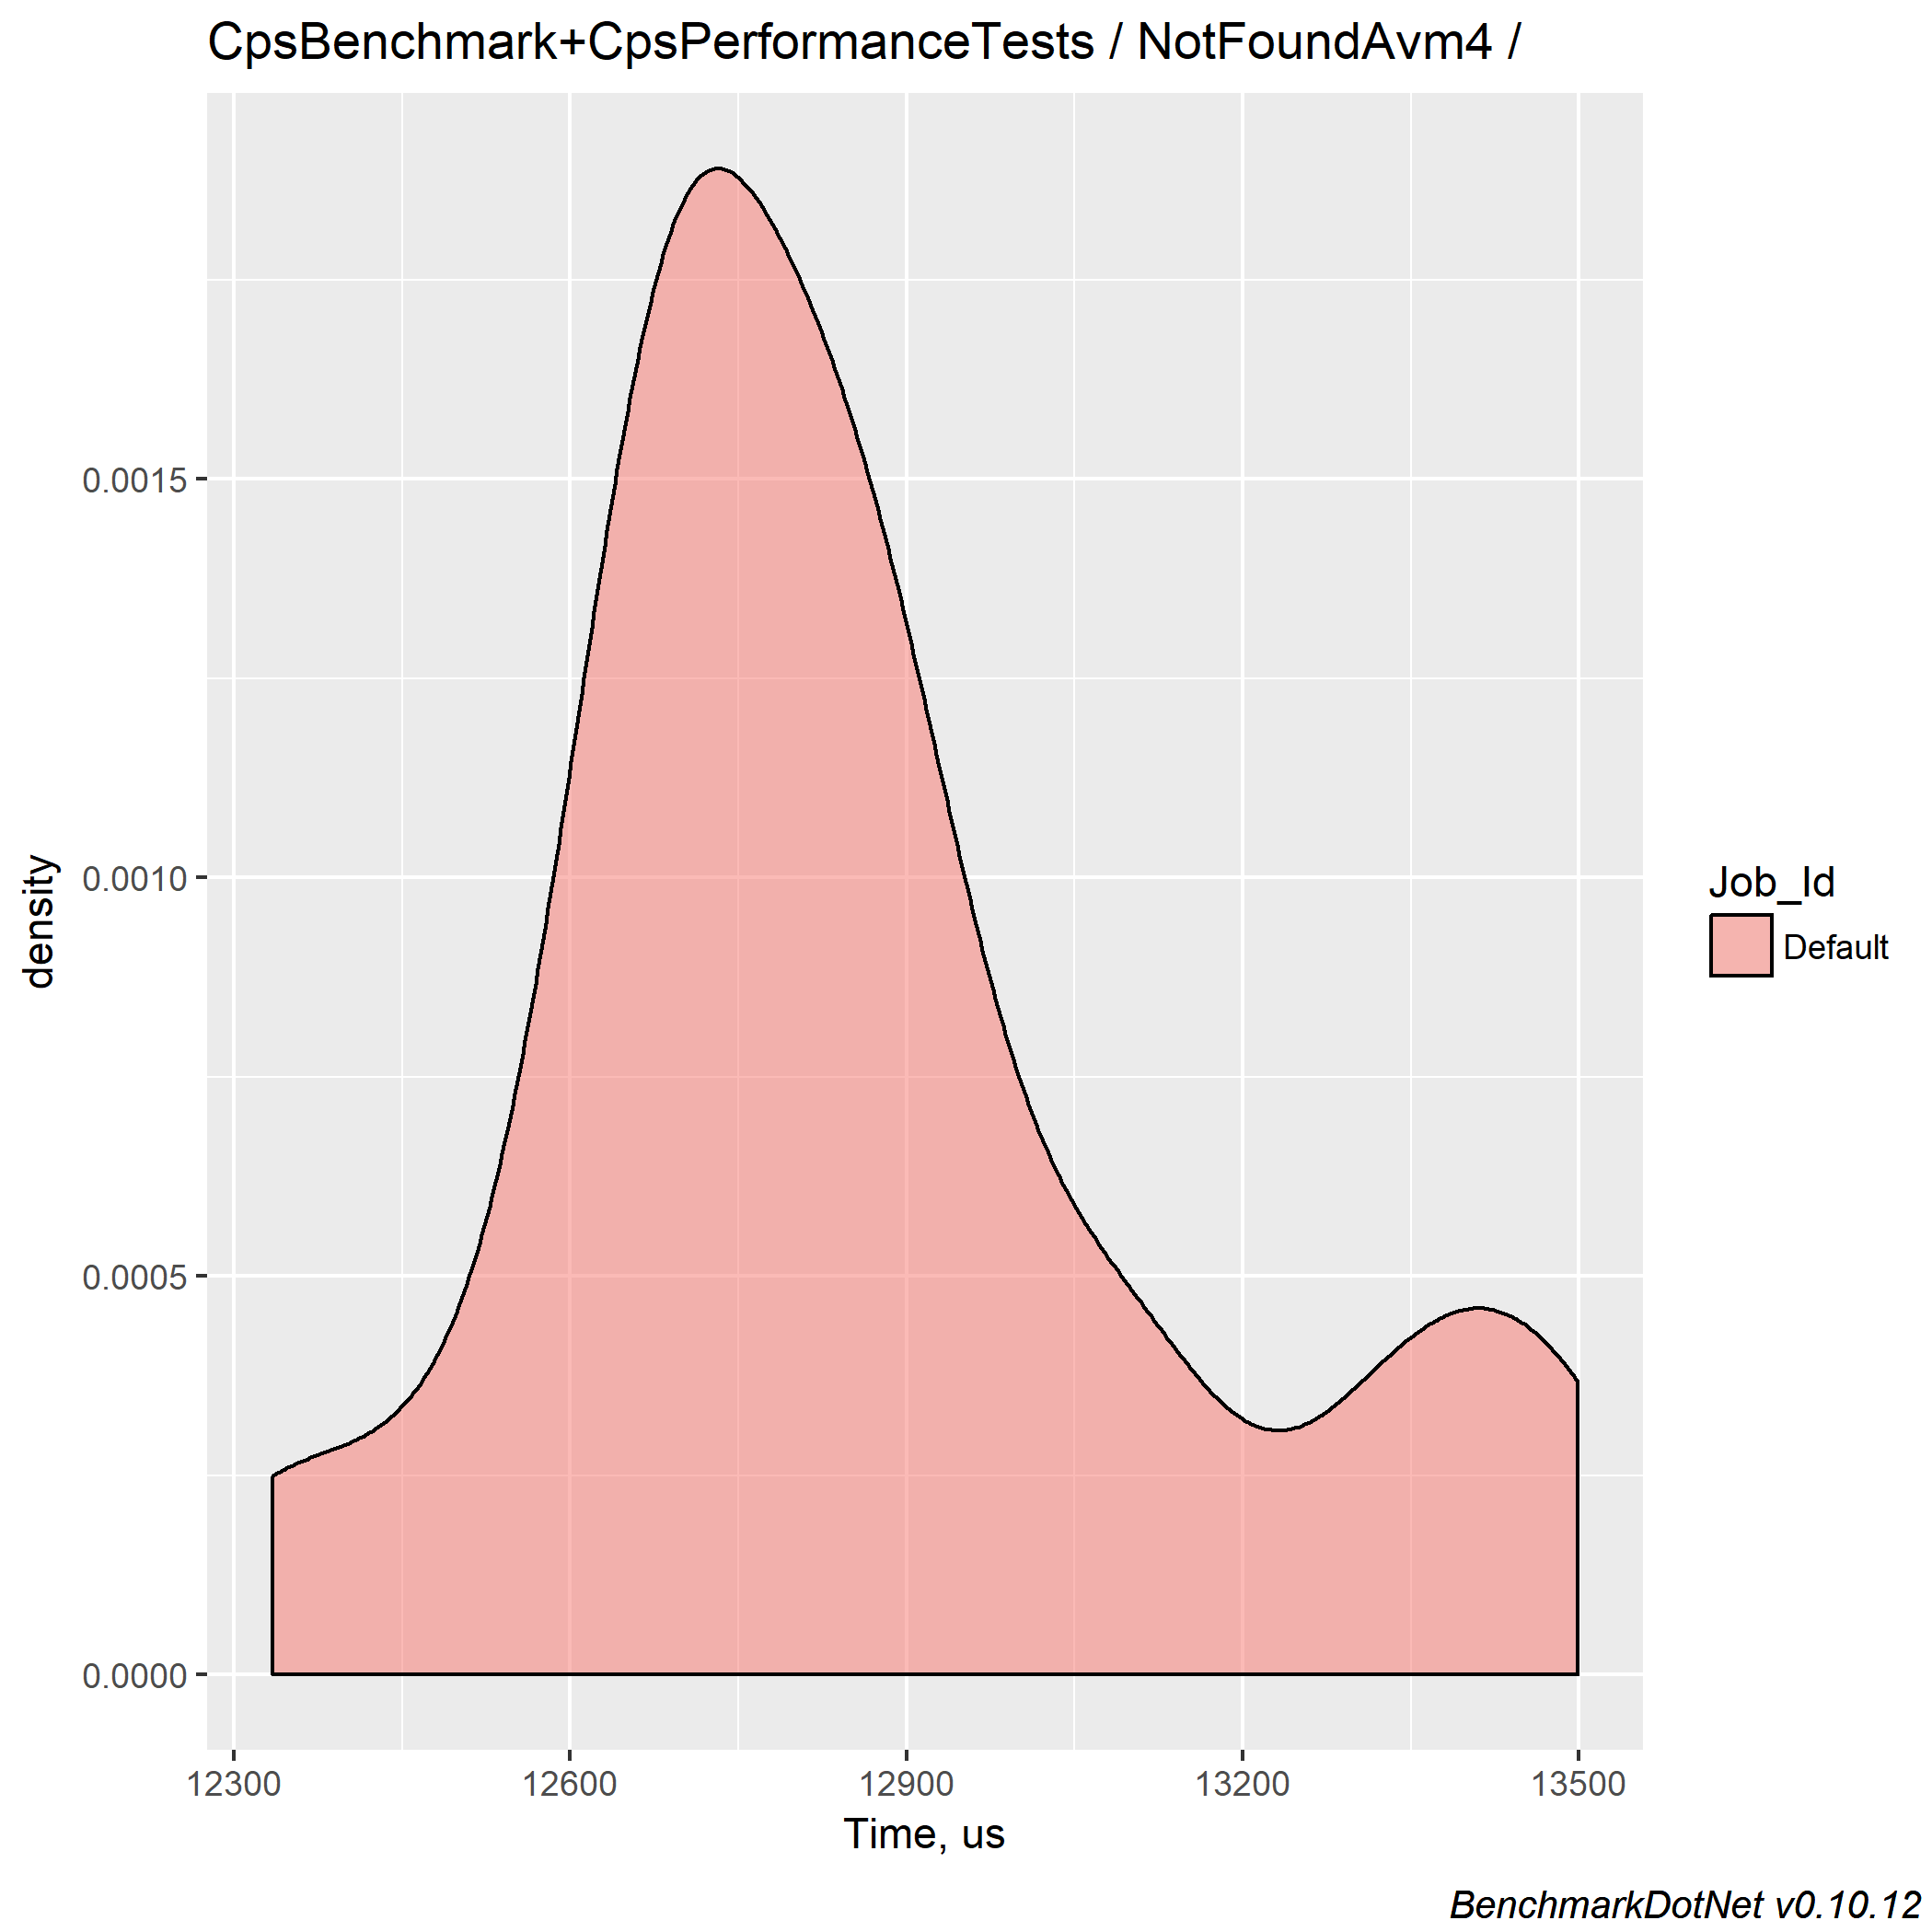 CpsBenchmark+CpsPerformanceTests / NotFoundAvm4 /
density
0.0015
0.0010
0.0005
0.0000
12300 12600 12900 13200 13500
Time, us
Job_Id
Default
BenchmarkDotNet v0.10.12